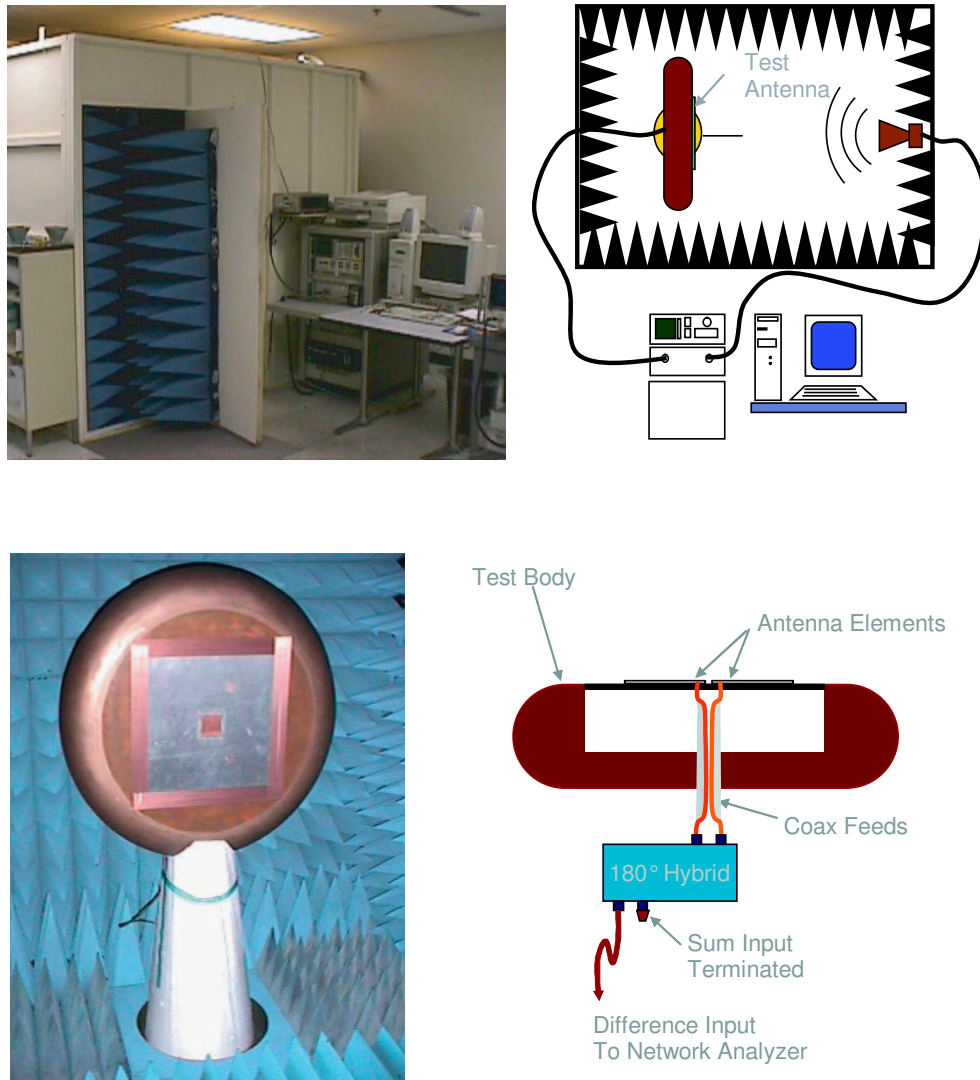 Test
Antenna
Test Body
Antenna Elements
Coax Feeds
180° Hybrid
Sum Input
Terminated
Difference Input
To Network Analyzer